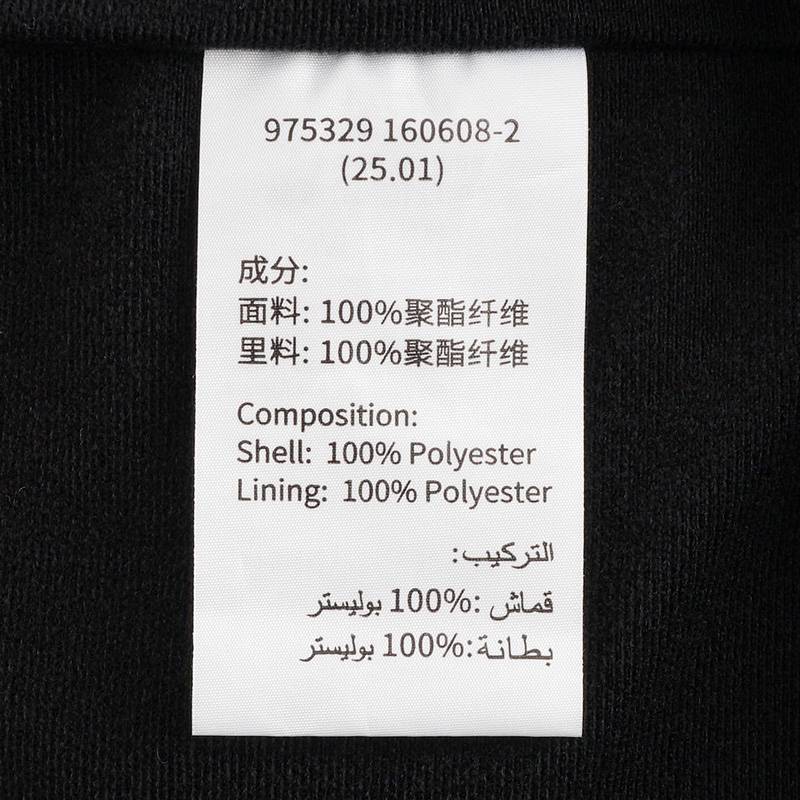 975329 160608-2
(25.01)
成分:
面料: 100%聚酯纤维
里料: 100%聚酯纤维
Composition:
Shell: 100% Polyester
Lining: 100% Polyester
التركيب:
قماش :100% بوليستر
بطانة:100% بوليستر